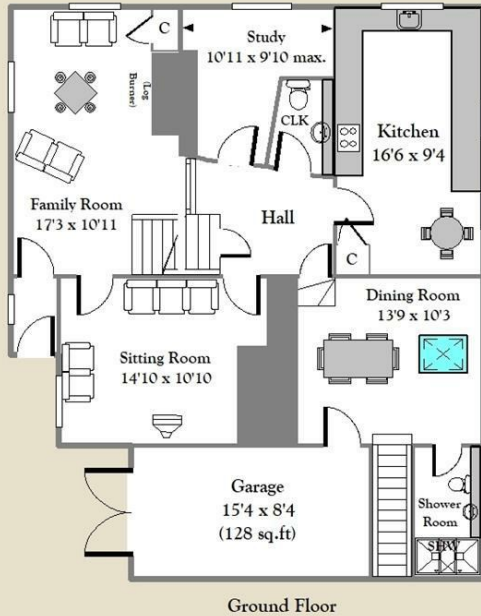 C
Study
10'11 x 9'10 max.
(Log
Burner)
CLK
Kitchen
16'6 x 9'4
Family Room
17'3 x 10'11
Hall
C
Dining Room
13'9 x 10'3
Sitting Room
14'10 x 10'10
Garage
15'4 x 8'4
(128 sq.ft)
Shower
Room
SHW
Ground Floor